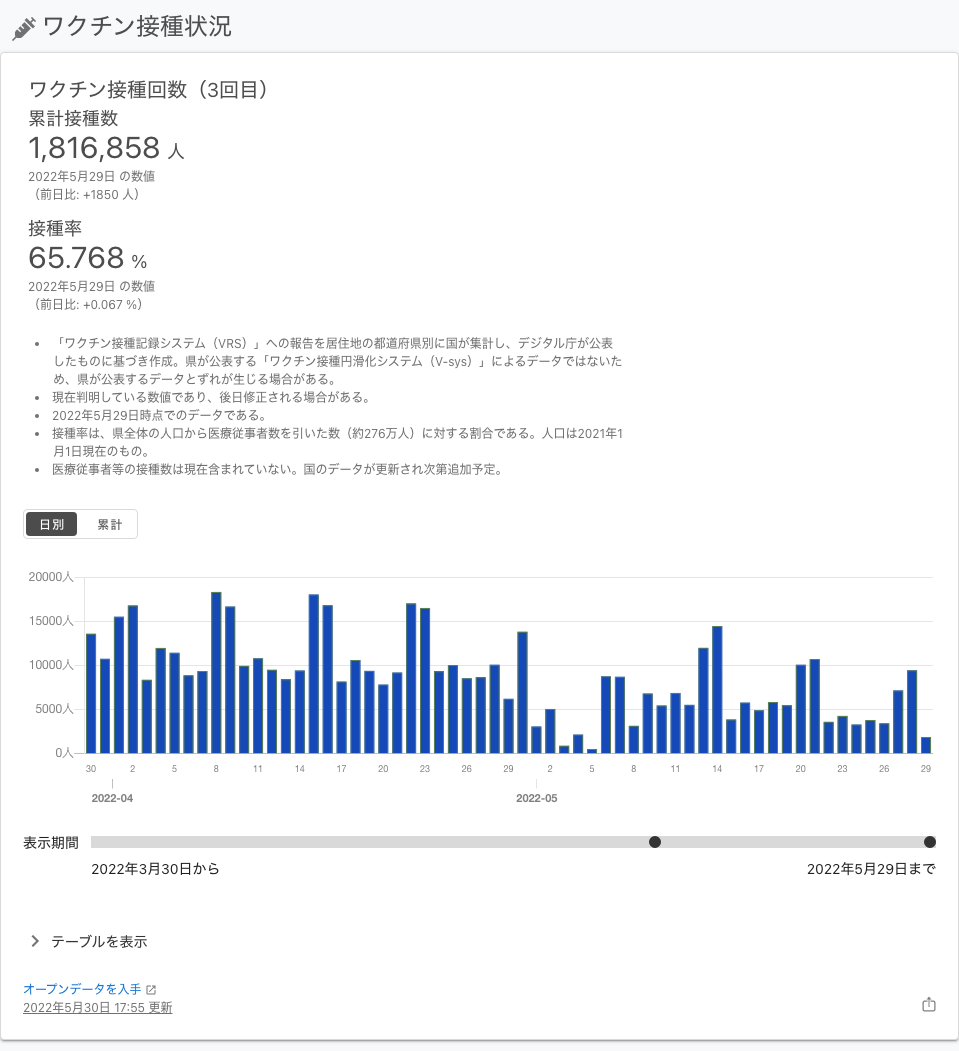 ワクチン接種状況
ワクチン接種回数（3回目）
累計接種数
1,816,858 人
2022年5月29日 の数値
（前日比: +1850 人）
接種率
65.768 %
2022年5月29日 の数値
（前日比: +0.067 %）
「ワクチン接種記録システム（VRS）」への報告を居住地の都道府県別に国が集計し、デジタル庁が公表
したものに基づき作成。県が公表する「ワクチン接種円滑化システム（V-sys）」によるデータではないた
め、県が公表するデータとずれが生じる場合がある。
現在判明している数値であり、後日修正される場合がある。
2022年5月29日時点でのデータである。
接種率は、県全体の人口から医療従事者数を引いた数（約276万人）に対する割合である。人口は2021年1
月1日現在のもの。
医療従事者等の接種数は現在含まれていない。国のデータが更新され次第追加予定。
日別 累計
20000人
15000人
10000人
5000人
0人
30 2 5 8 11 14 17 20 23 26 29 2 5 8 11 14 17 20 23 26 29
2022-04 2022-05
表示期間
2022年3月30日から 2022年5月29日まで
テーブルを表示
オープンデータを入手
2022年5月30日 17:55 更新